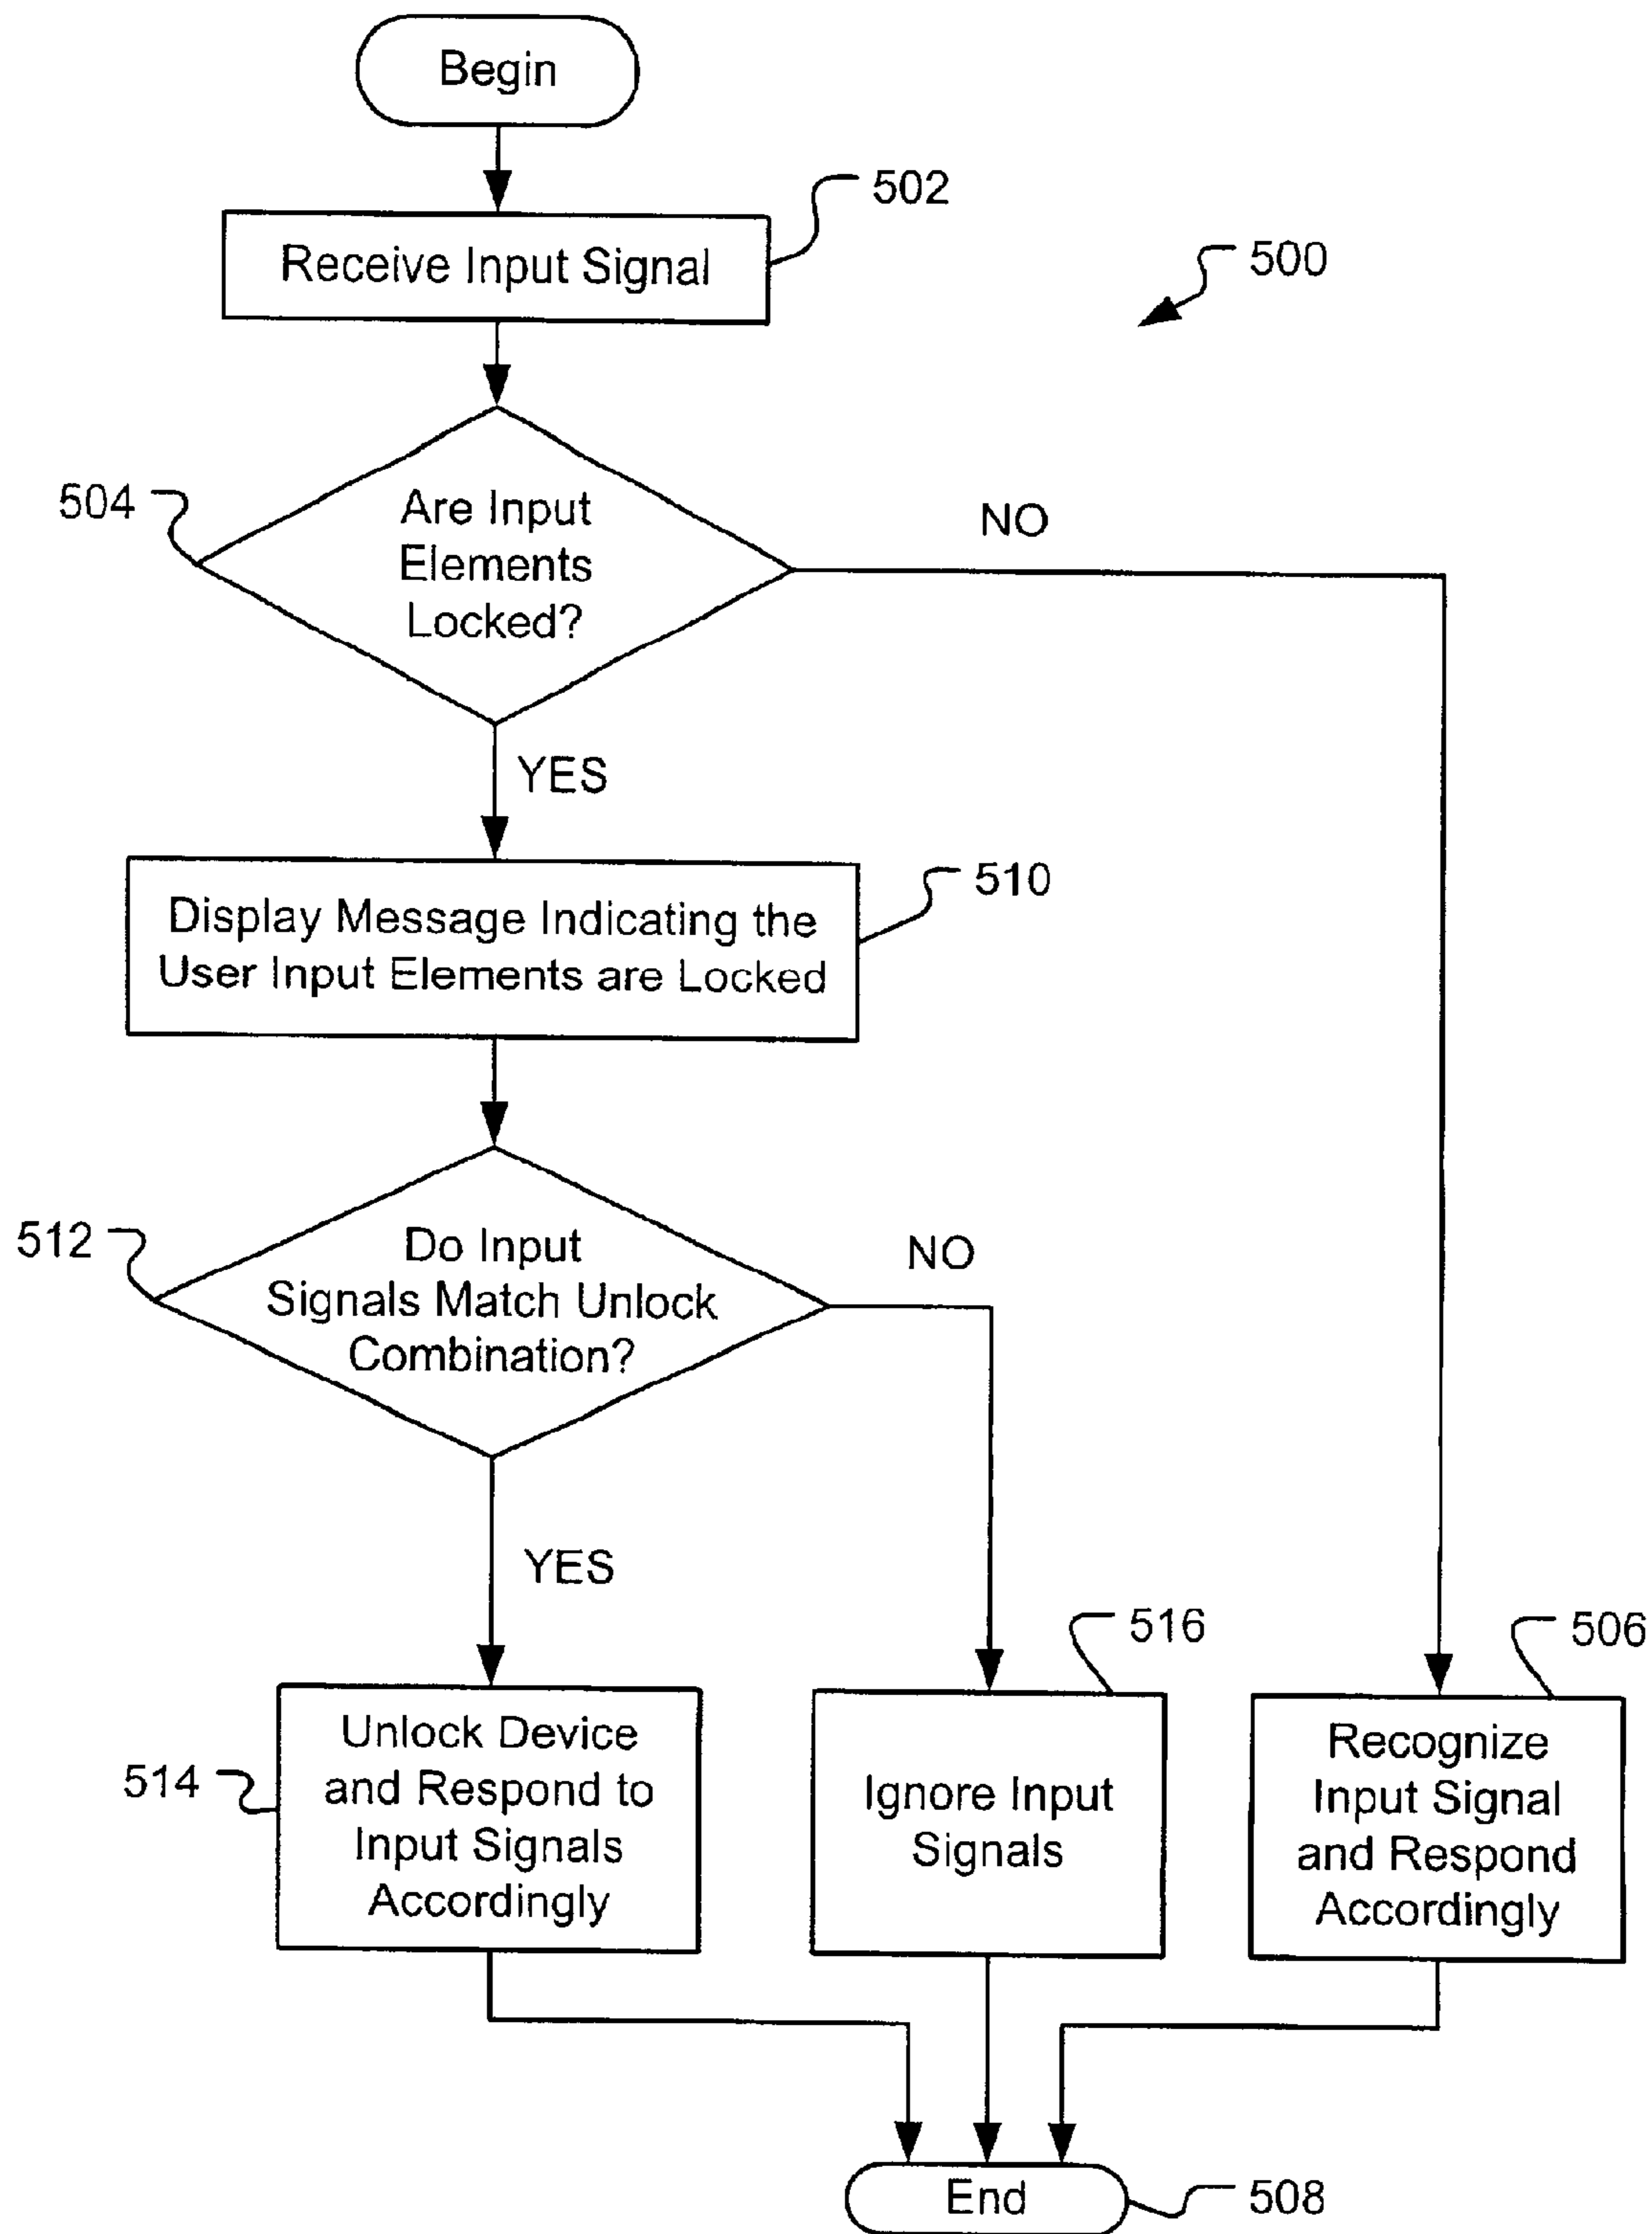 Begin
502
Receive Input Signal
500
504
Are Input
Elements
Locked?
NO
YES
510
Display Message Indicating the
User Input Elements are Locked
512
Do Input
Signals Match Unlock
Combination?
NO
YES
514
Unlock Device
and Respond to
Input Signals
Accordingly
516
Ignore Input
Signals
506
Recognize
Input Signal
and Respond
Accordingly
End
508